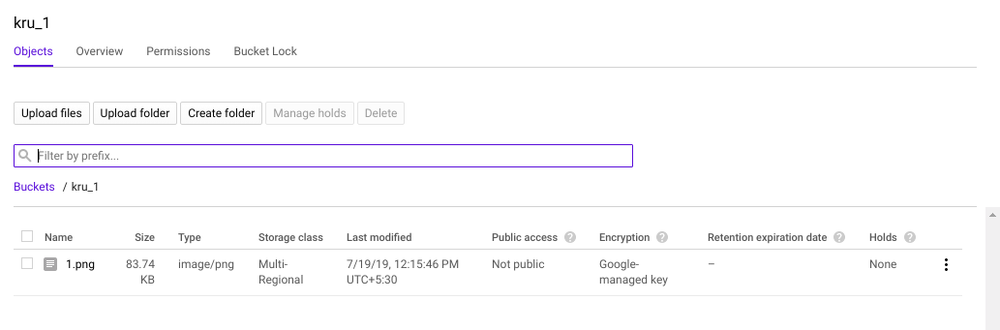 kru_1
Objects Overview Permissions Bucket Lock
Upload files Upload folder Create folder Manage holds Delete
Filter by prefix...
Buckets / kru_1
Name Size Type Storage class Last modified Public access ? Encryption ? Retention expiration date ? Holds ?
1.png 83.74 image/png Multi- 7/19/19, 12:15:46 PM Not public Google- – None
KB Regional UTC+5:30 managed key